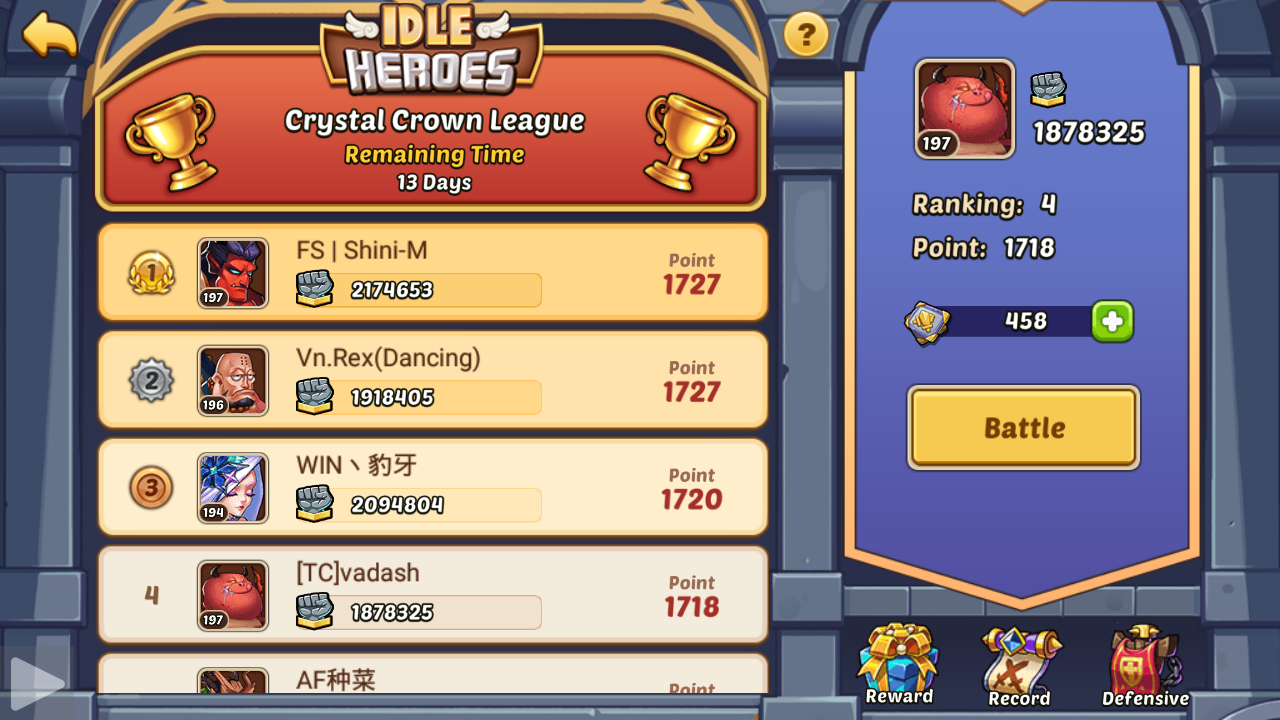 IDLE
HEROES
?
Crystal Crown League
Remaining Time
13 Days
1
197
FS | Shini-M
2174653
Point
1727
2
196
Vn.Rex(Dancing)
1918405
Point
1727
3
194
WIN丶豹牙
2094804
Point
1720
4
197
[TC]vadash
1878325
Point
1718
AF种菜
Point
197
1878325
Ranking: 4
Point: 1718
458
Battle
Reward
Record
Defensive